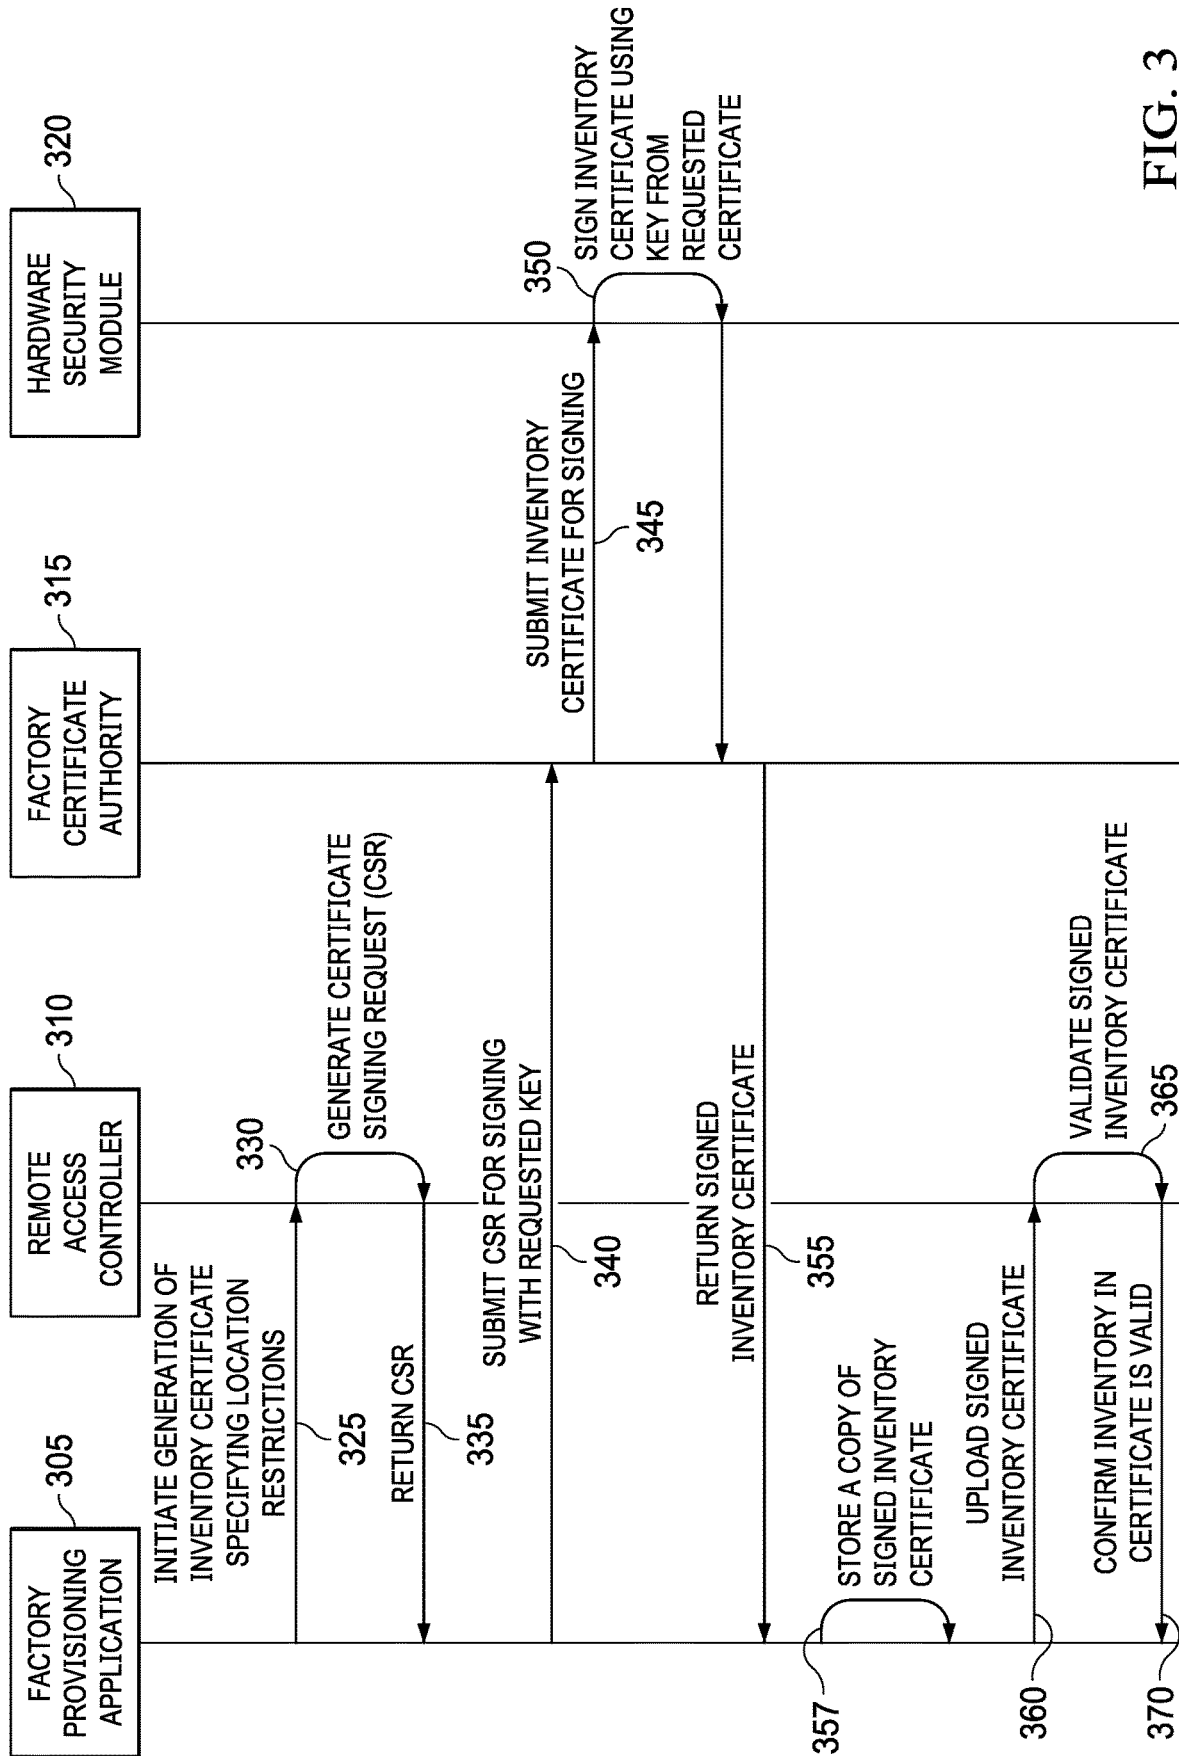 FACTORY
PROVISIONING
APPLICATION
305
REMOTE
ACCESS
CONTROLLER
310
FACTORY
CERTIFICATE
AUTHORITY
315
HARDWARE
SECURITY
MODULE
320
INITIATE GENERATION OF
INVENTORY CERTIFICATE
SPECIFYING LOCATION
RESTRICTIONS
325
330
GENERATE CERTIFICATE
SIGNING REQUEST (CSR)
RETURN CSR
335
SUBMIT CSR FOR SIGNING
WITH REQUESTED KEY
340
SUBMIT INVENTORY
CERTIFICATE FOR SIGNING
345
350
SIGN INVENTORY
CERTIFICATE USING
KEY FROM
REQUESTED
CERTIFICATE
RETURN SIGNED
INVENTORY CERTIFICATE
355
357
STORE A COPY OF
SIGNED INVENTORY
CERTIFICATE
UPLOAD SIGNED
INVENTORY CERTIFICATE
360
VALIDATE SIGNED
INVENTORY CERTIFICATE
365
CONFIRM INVENTORY IN
CERTIFICATE IS VALID
370
FIG. 3